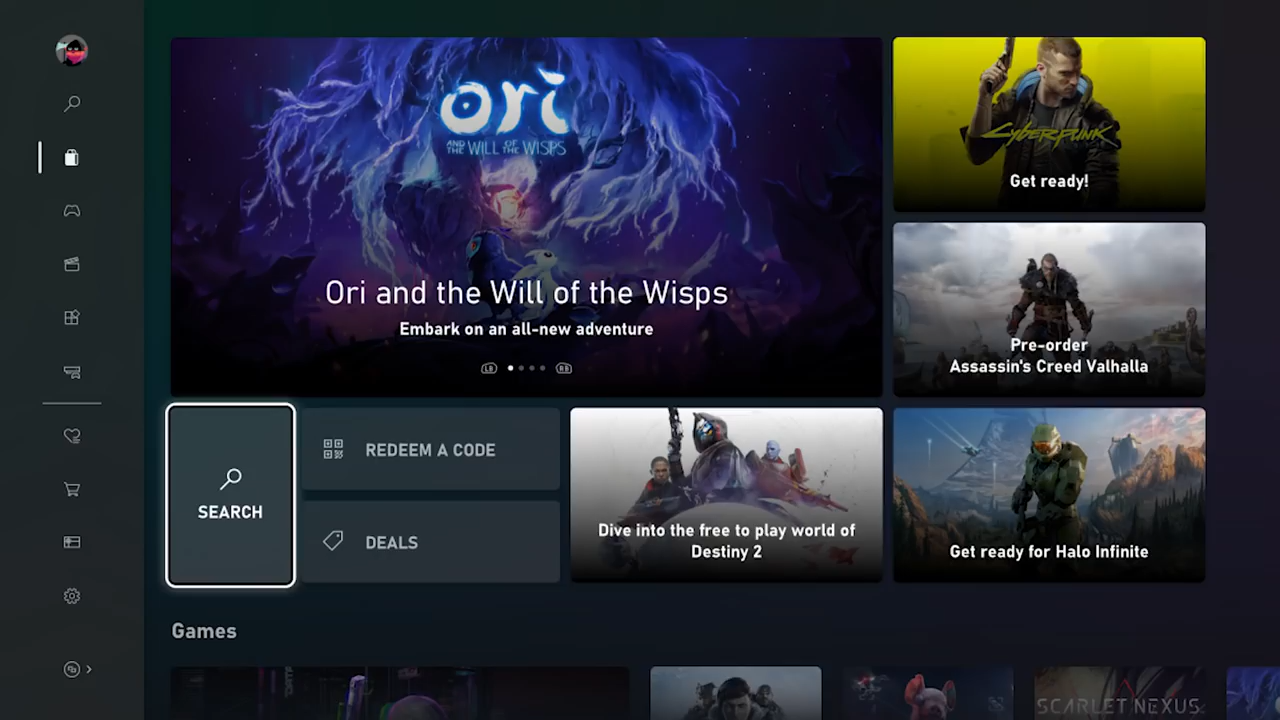 ori
AND THE WILL OF THE WISPS
Ori and the Will of the Wisps
Embark on an all-new adventure
LB
RB
CYBERPUNK
Get ready!
Pre-order
Assassin's Creed Valhalla
SEARCH
REDEEM A CODE
DEALS
Dive into the free to play world of
Destiny 2
Get ready for Halo Infinite
Games
SCARLET NEXUS